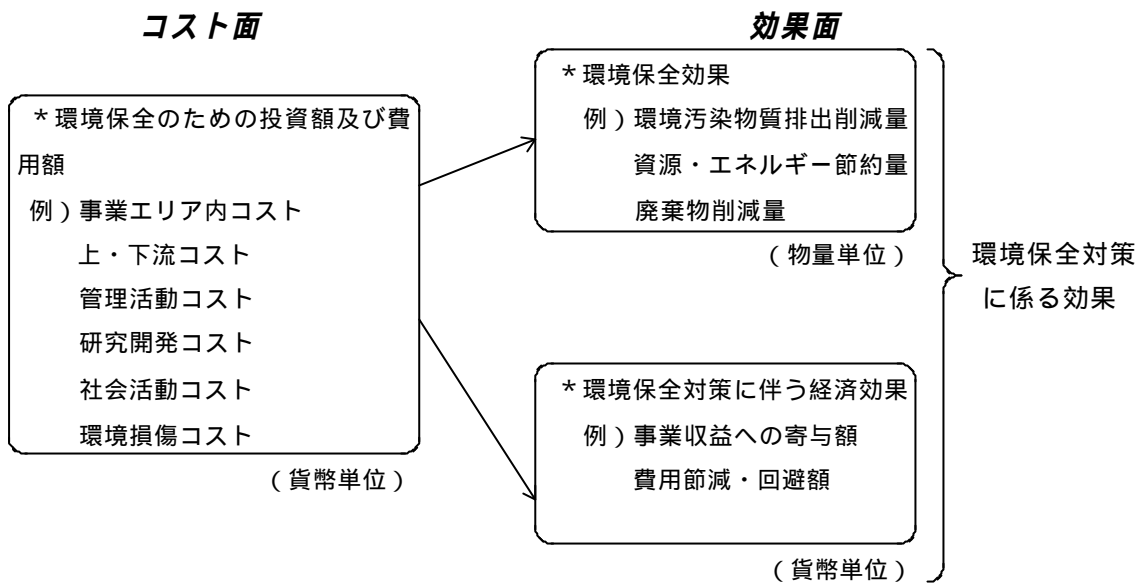 コスト面
効果面
*環境保全のための投資額及び費
用額
例）事業エリア内コスト
上・下流コスト
管理活動コスト
研究開発コスト
社会活動コスト
環境損傷コスト
（貨幣単位）
*環境保全効果
例）環境汚染物質排出削減量
資源・エネルギー節約量
廃棄物削減量
（物量単位）
*環境保全対策に伴う経済効果
例）事業収益への寄与額
費用節減・回避額
（貨幣単位）
環境保全対策
に係る効果